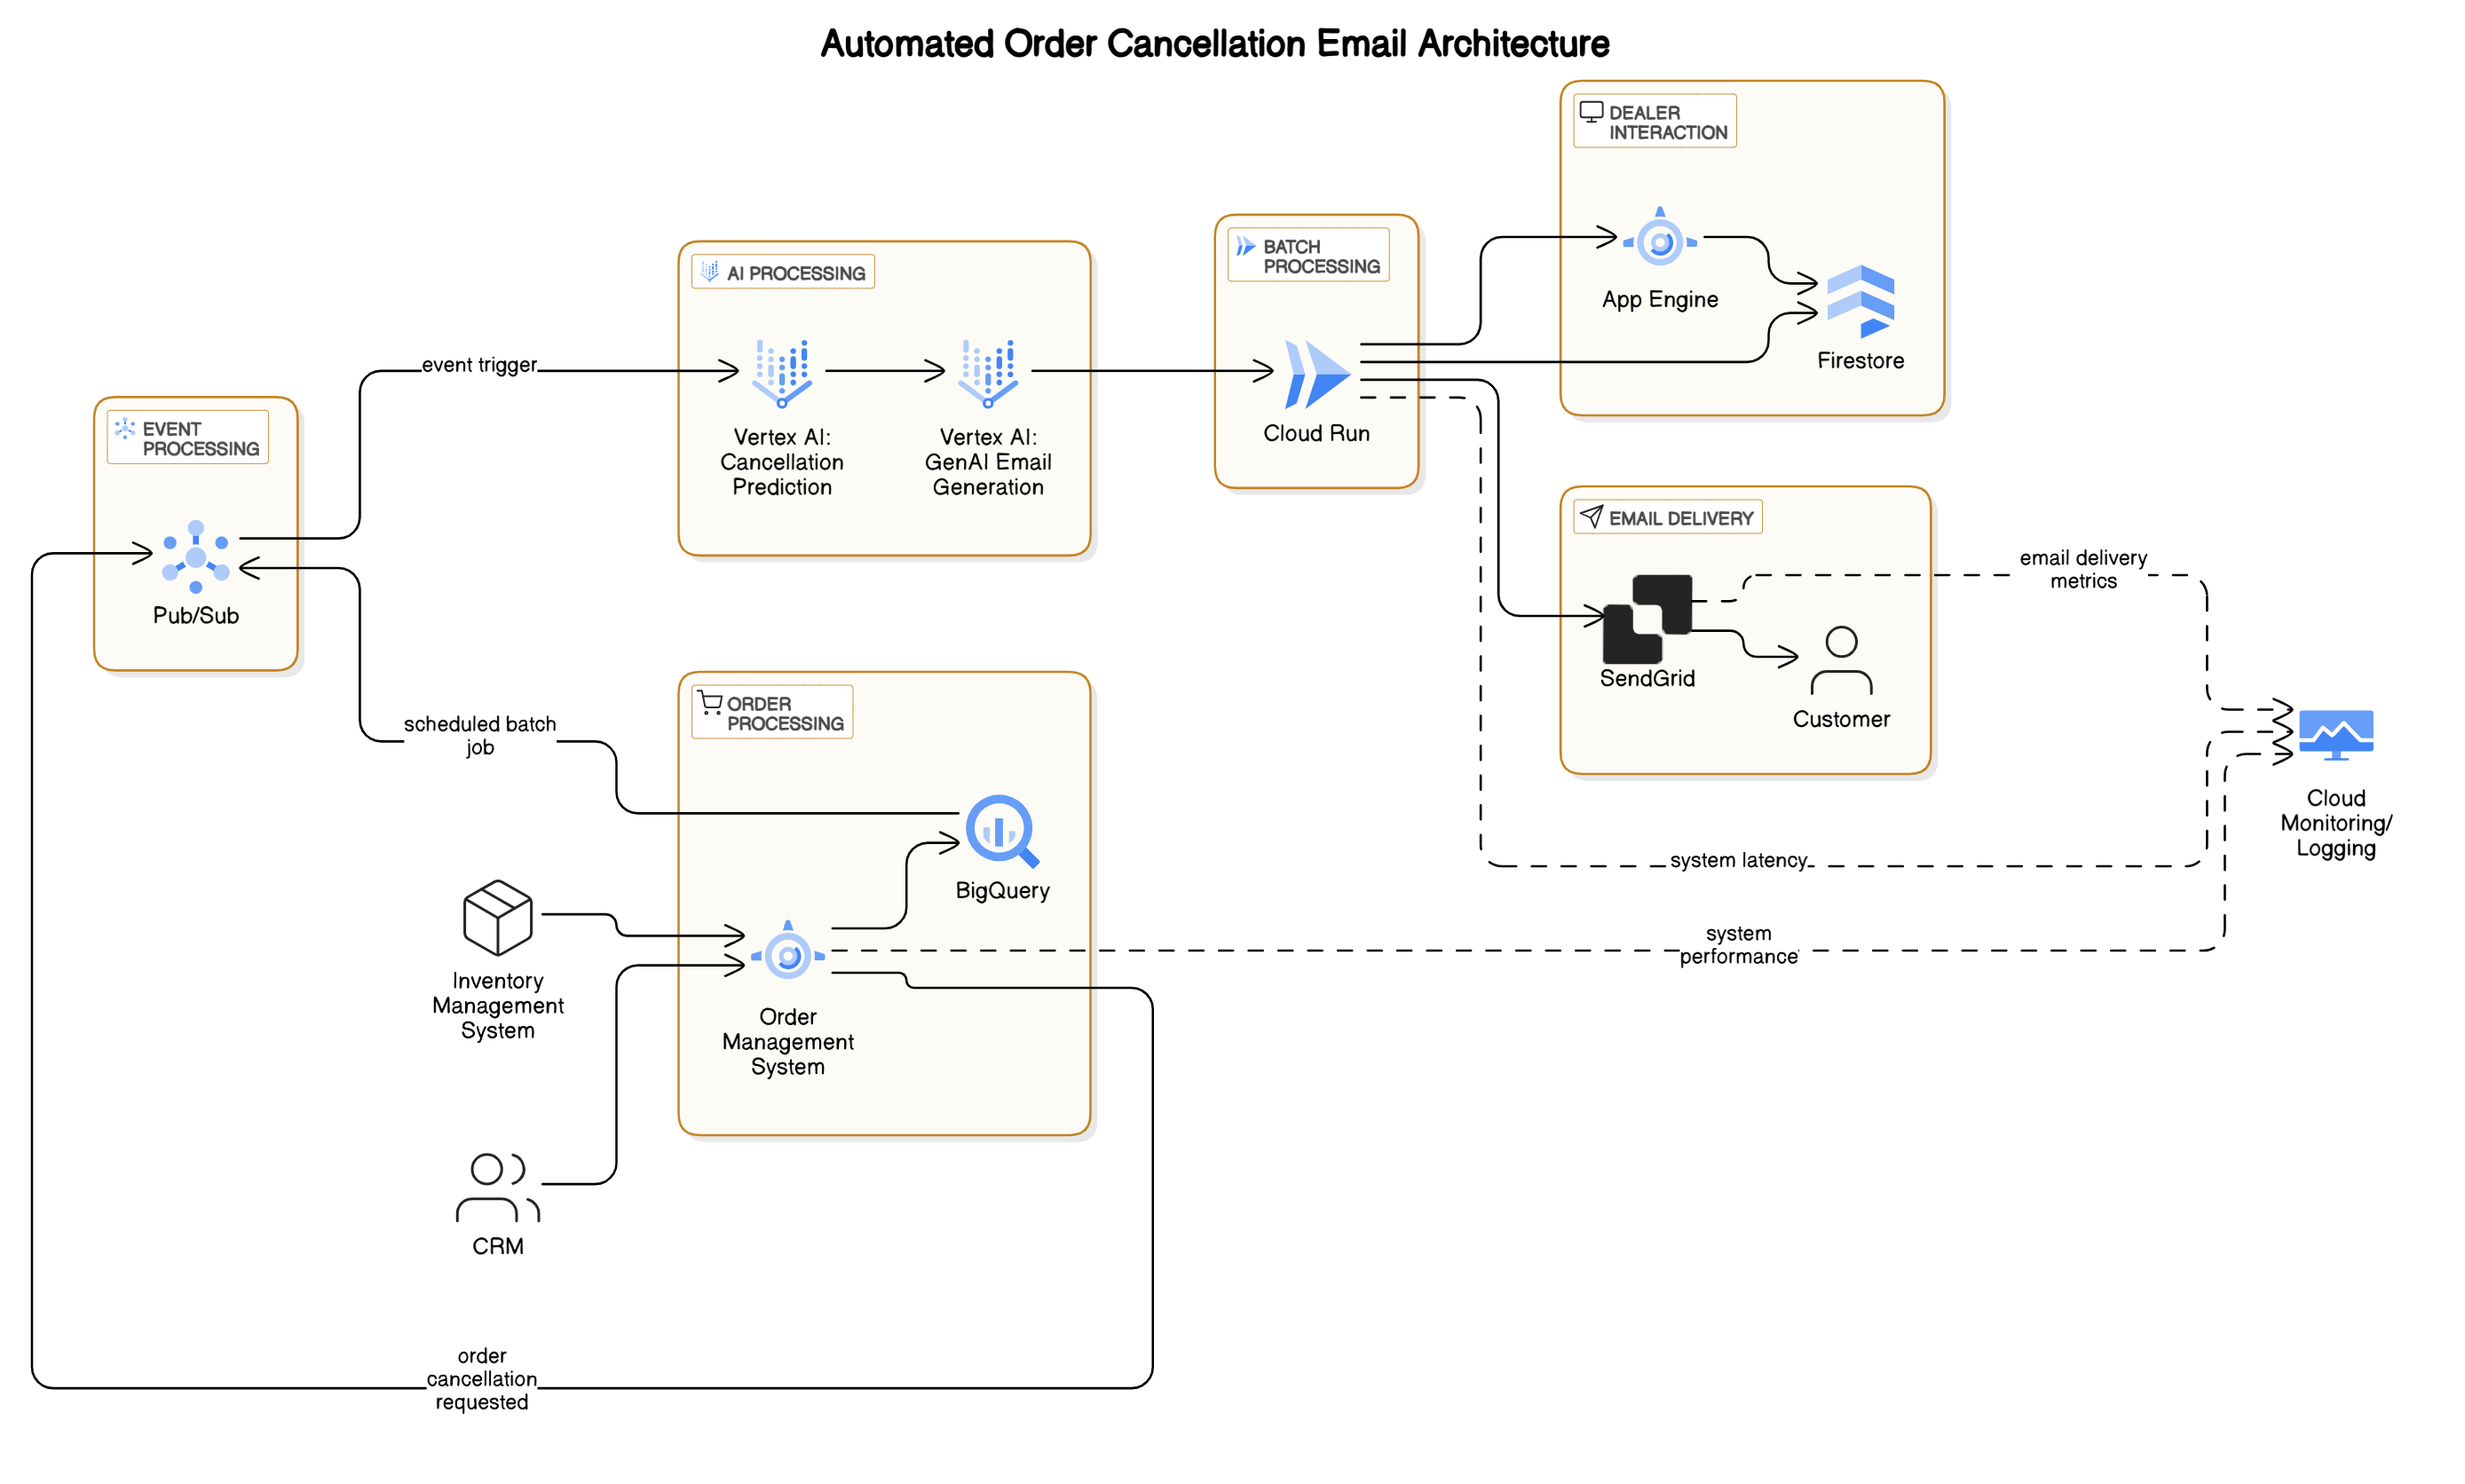 Automated Order Cancellation Email Architecture
DEALER
INTERACTION
App Engine
Firestore
BATCH
PROCESSING
Cloud Run
AI PROCESSING
Vertex AI:
Cancellation
Prediction
Vertex AI:
GenAI Email
Generation
event trigger
EVENT
PROCESSING
Pub/Sub
EMAIL DELIVERY
SendGrid
Customer
email delivery
metrics
scheduled batch
job
ORDER
PROCESSING
BigQuery
Order
Management
System
Inventory
Management
System
CRM
Cloud
Monitoring/
Logging
system latency
system
performance
order
cancellation
requested